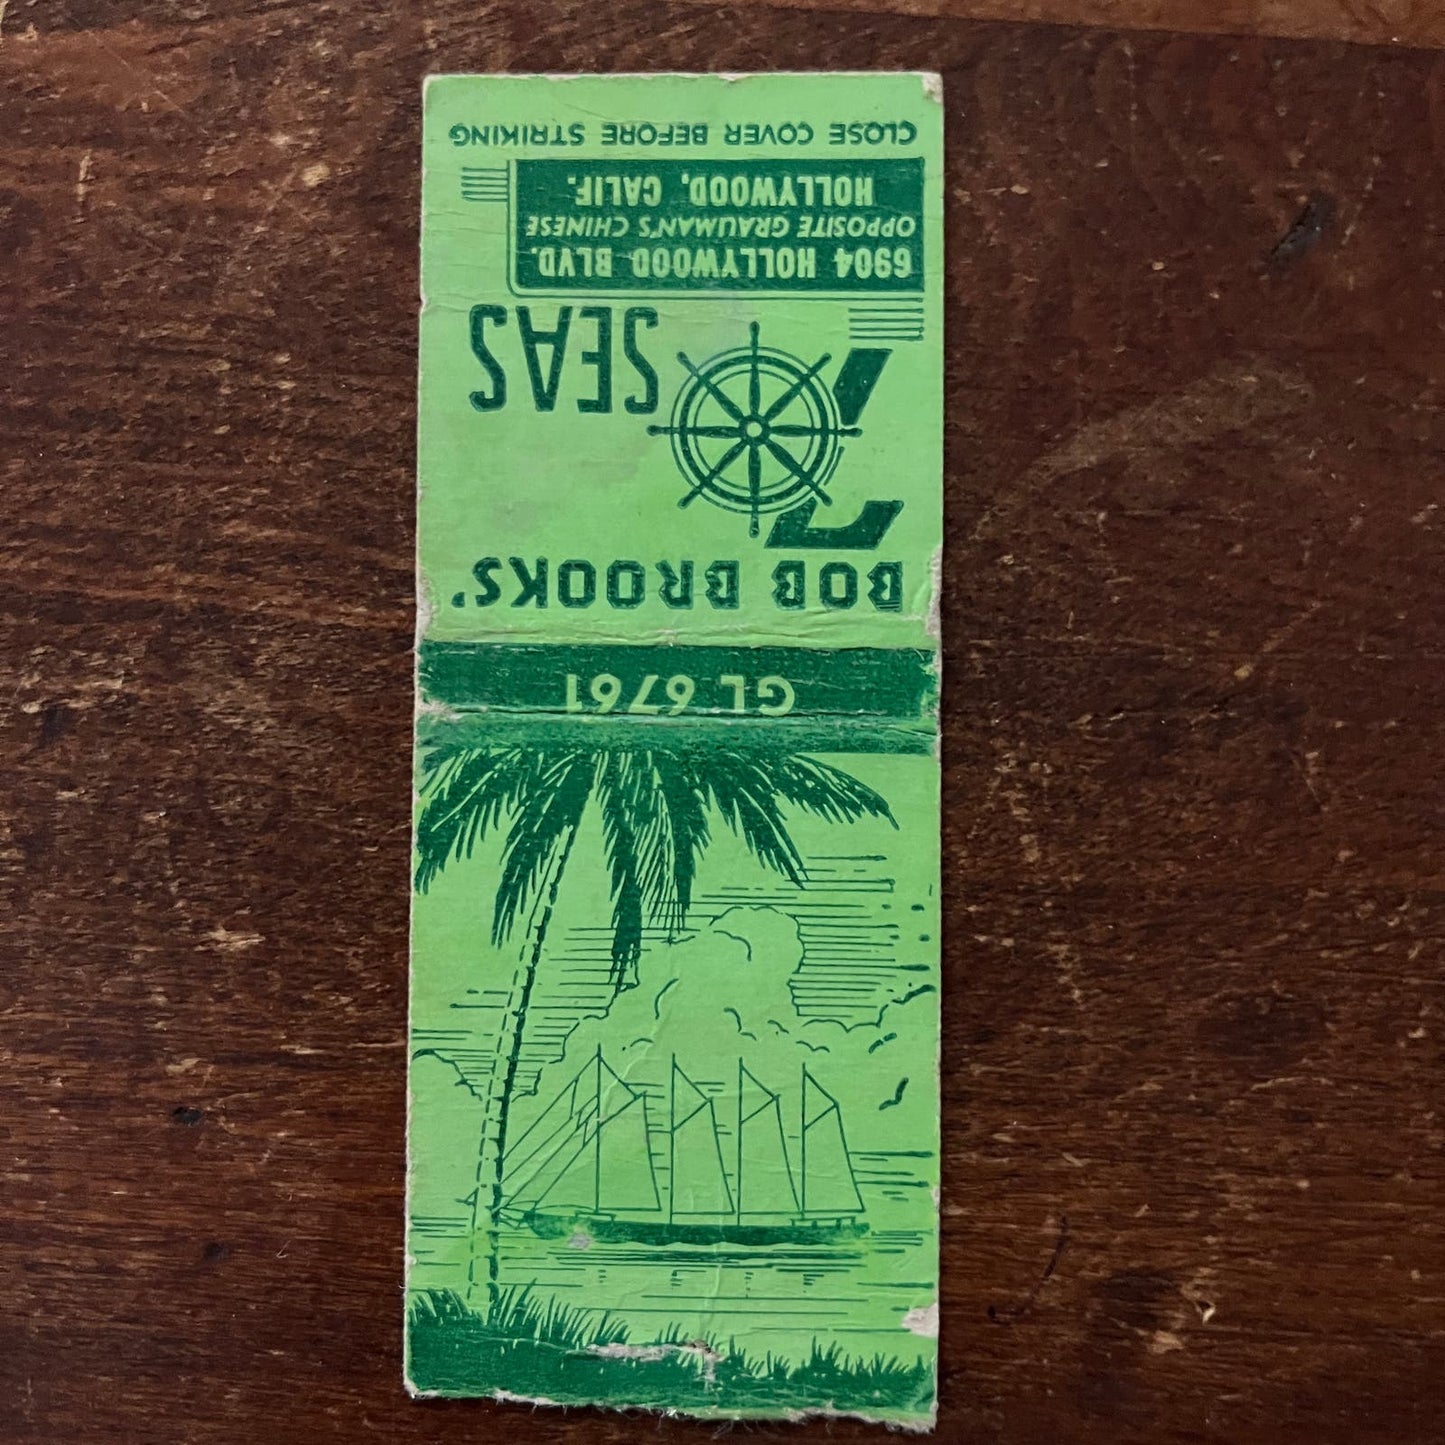 BOB BROOKS'
7 SEAS
6904 HOLLYWOOD BLVD.
OPPOSITE GRAUMAN'S CHINESE
HOLLYWOOD, CALIF.
CLOSE COVER BEFORE STRIKING
GL. 6761